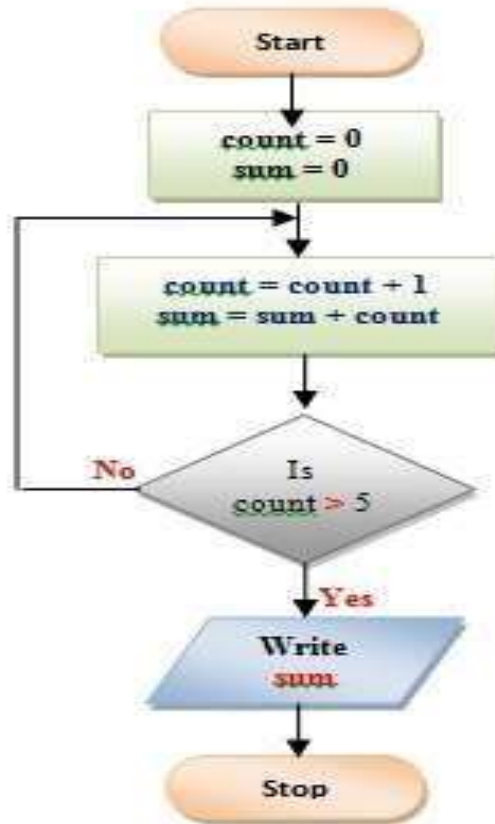 Start
count = 0
sum = 0
count = count + 1
sum = sum + count
No
Is
count > 5
Yes
Write
sum
Stop